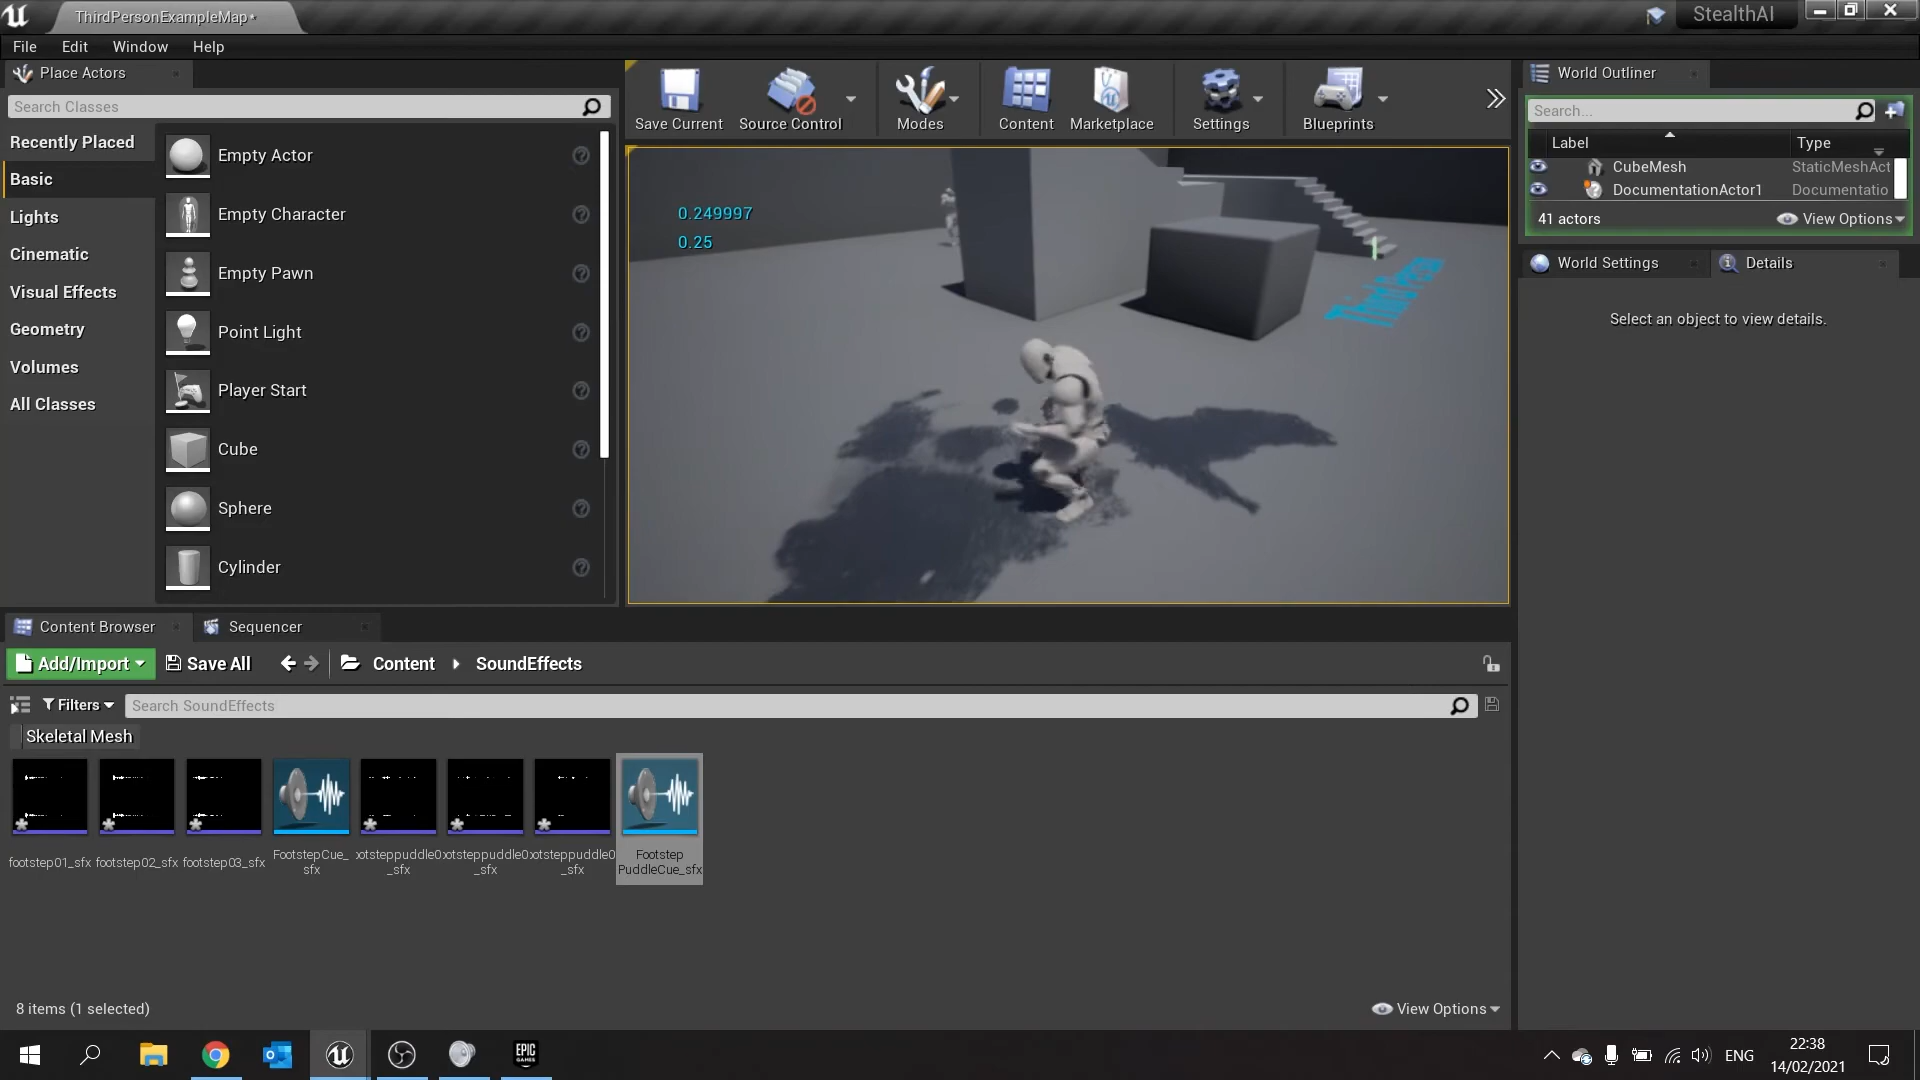 ThirdPersonExampleMap*
StealthAI
File Edit Window Help
Place Actors
Search Classes
Recently Placed
Basic
Lights
Cinematic
Visual Effects
Geometry
Volumes
All Classes
Empty Actor
Empty Character
Empty Pawn
Point Light
Player Start
Cube
Sphere
Cylinder
Save Current Source Control Modes Content Marketplace Settings Blueprints
0.249997
0.25
World Outliner
Search...
Label Type
CubeMesh StaticMeshAct
DocumentationActor1 Documentatio
41 actors View Options
World Settings Details
Select an object to view details.
Content Browser Sequencer
Add/Import Save All Content SoundEffects
Filters Search SoundEffects
Skeletal Mesh
footstep01_sfx
footstep02_sfx
footstep03_sfx
FootstepCue_
sfx
otsteppuddle0
_sfx
otsteppuddle0
_sfx
otsteppuddle0
_sfx
Footstep
PuddleCue_sfx
8 items (1 selected) View Options
EPIC
GAMES
ENG
22:38
14/02/2021